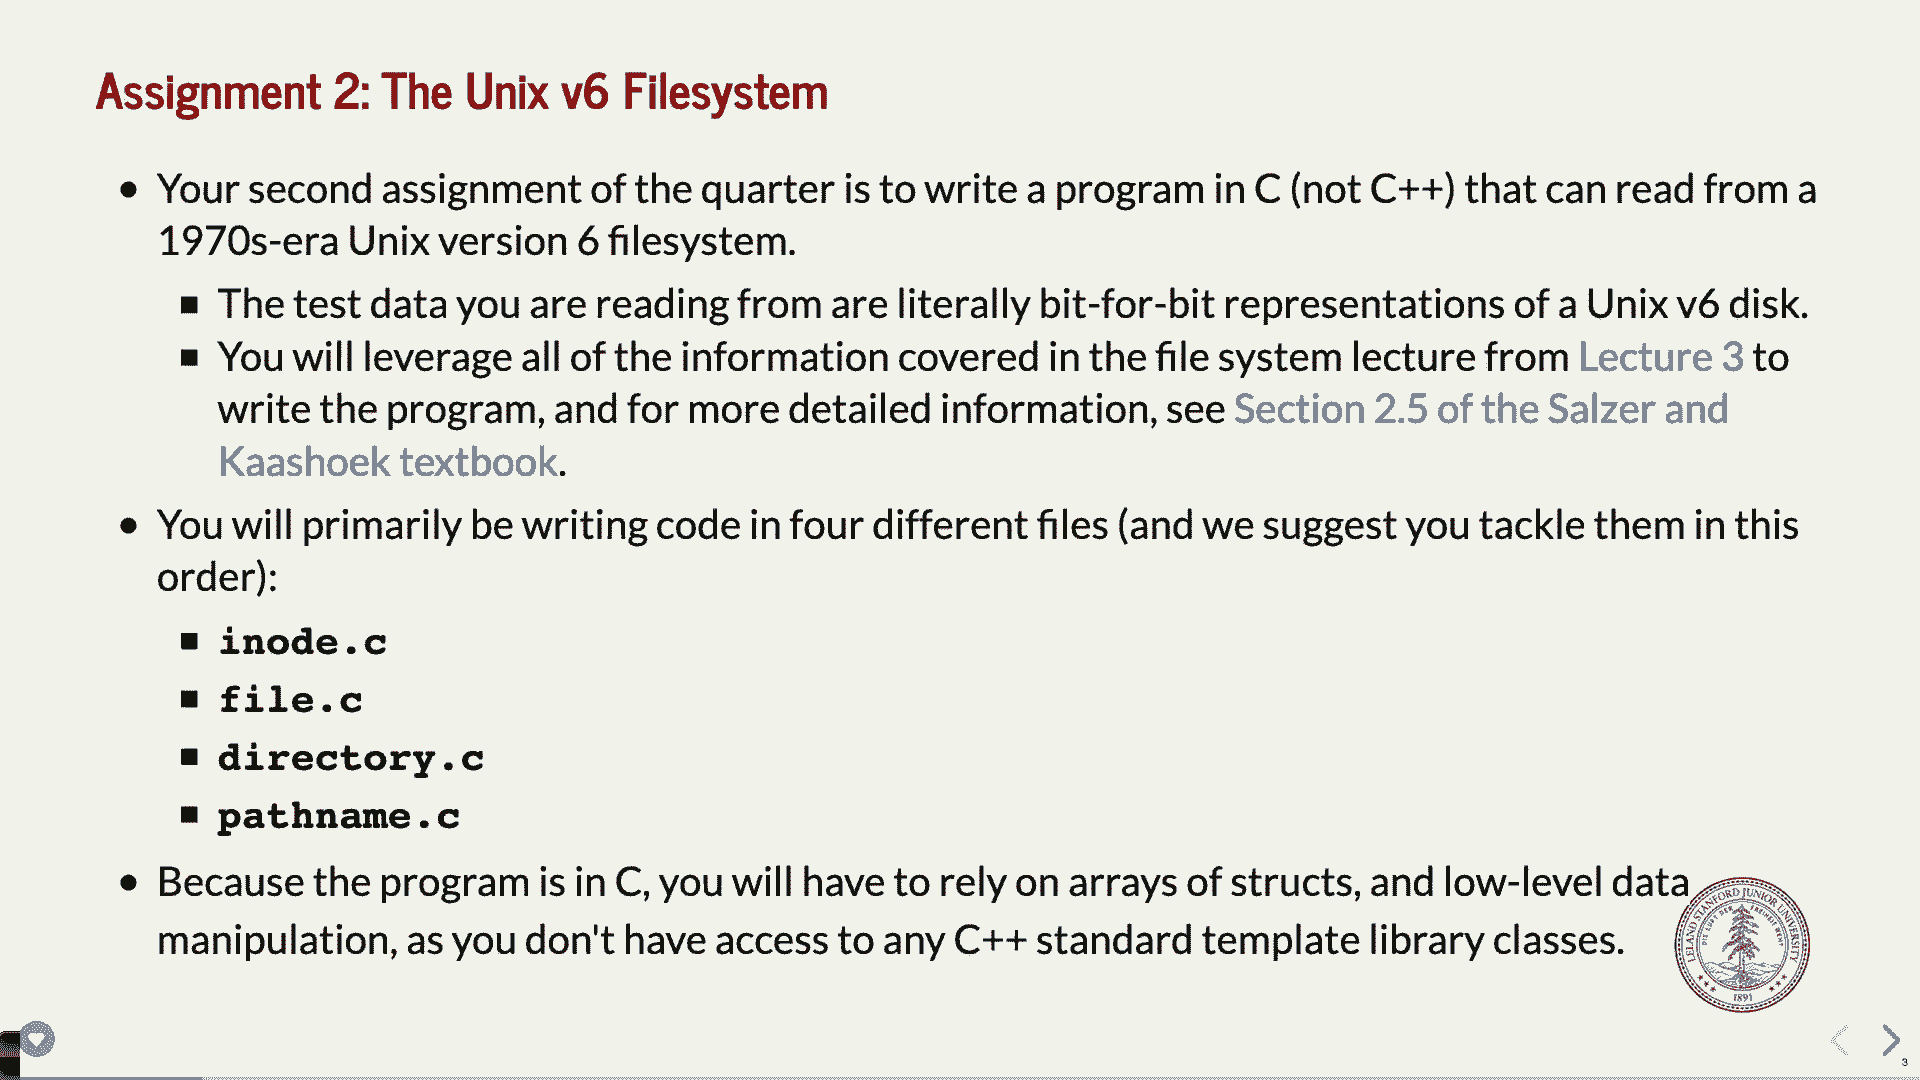 Assignment 2: The Unix v6 Filesystem
Your second assignment of the quarter is to write a program in C (not C++) that can read from a
1970s-era Unix version 6 filesystem.
The test data you are reading from are literally bit-for-bit representations of a Unix v6 disk.
You will leverage all of the information covered in the file system lecture from Lecture 3 to
write the program, and for more detailed information, see Section 2.5 of the Salzer and
Kaashoek textbook.
You will primarily be writing code in four different files (and we suggest you tackle them in this
order):
inode.c
file.c
directory.c
pathname.c
Because the program is in C, you will have to rely on arrays of structs, and low-level data
manipulation, as you don't have access to any C++ standard template library classes.
LELAND STANFORD JUNIOR UNIVERSITY
1891
3